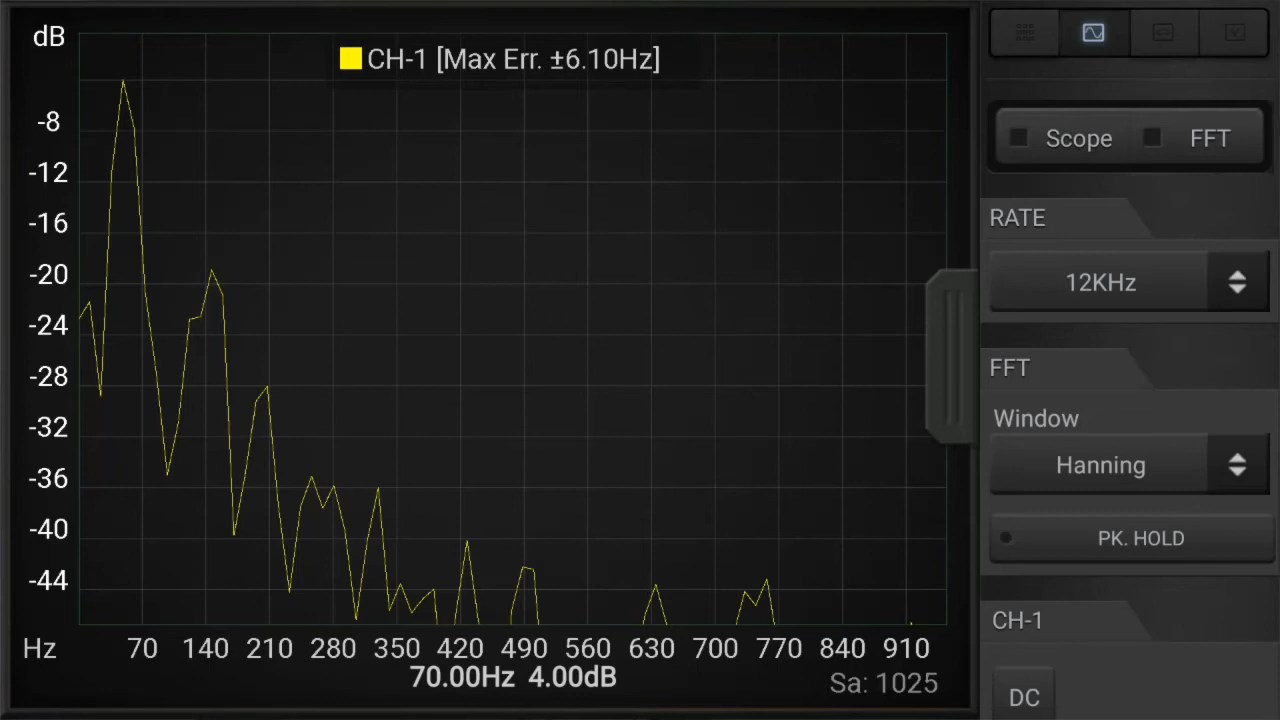 dB
CH-1 [Max Err. ±6.10Hz]
-8
-12
-16
-20
-24
-28
-32
-36
-40
-44
Hz 70 140 210 280 350 420 490 560 630 700 770 840 910
70.00Hz 4.00dB
Sa: 1025
Scope FFT
RATE
12KHz
FFT
Window
Hanning
PK. HOLD
CH-1
DC